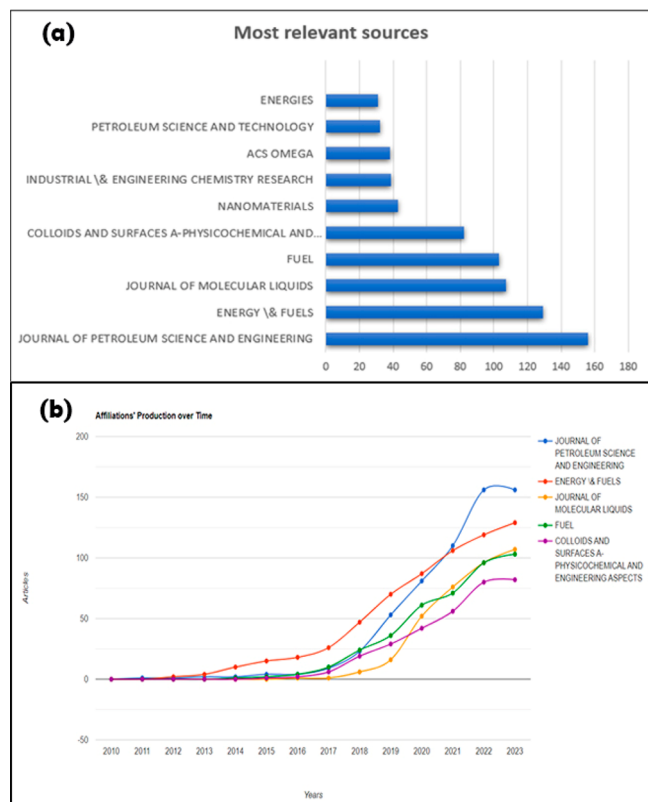 (a)
Most relevant sources
ENERGIES
PETROLEUM SCIENCE AND TECHNOLOGY
ACS OMEGA
INDUSTRIAL \& ENGINEERING CHEMISTRY RESEARCH
NANOMATERIALS
COLLOIDS AND SURFACES A-PHYSICOCHEMICAL AND...
FUEL
JOURNAL OF MOLECULAR LIQUIDS
ENERGY \& FUELS
JOURNAL OF PETROLEUM SCIENCE AND ENGINEERING
0 20 40 60 80 100 120 140 160 180
(b)
Affiliations' Production over Time
200
150
100
50
0
-50
Articles
2010 2011 2012 2013 2014 2015 2016 2017 2018 2019 2020 2021 2022 2023
Years
JOURNAL OF
PETROLEUM SCIENCE
AND ENGINEERING
ENERGY \& FUELS
JOURNAL OF
MOLECULAR LIQUIDS
FUEL
COLLOIDS AND
SURFACES A-
PHYSICOCHEMICAL AND
ENGINEERING ASPECTS